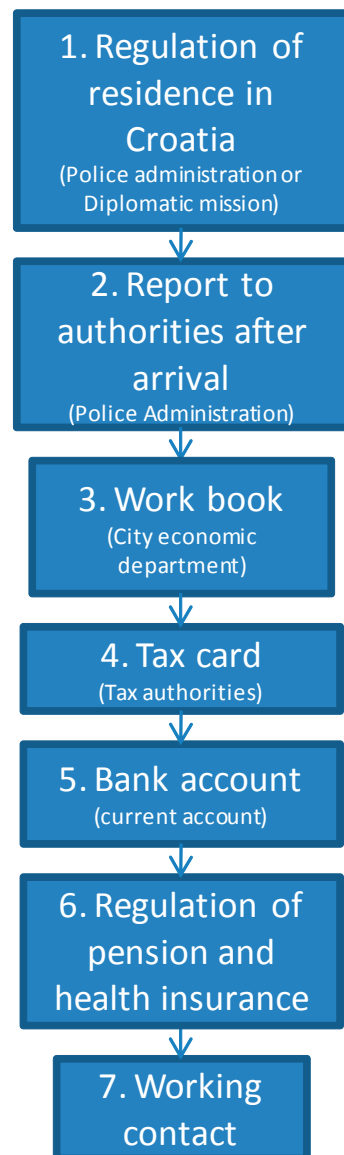 1. Regulation of
residence in
Croatia
(Police administration or
Diplomatic mission)
2. Report to
authorities after
arrival
(Police Administration)
3. Work book
(City economic
department)
4. Tax card
(Tax authorities)
5. Bank account
(current account)
6. Regulation of
pension and
health insurance
7. Working
contact